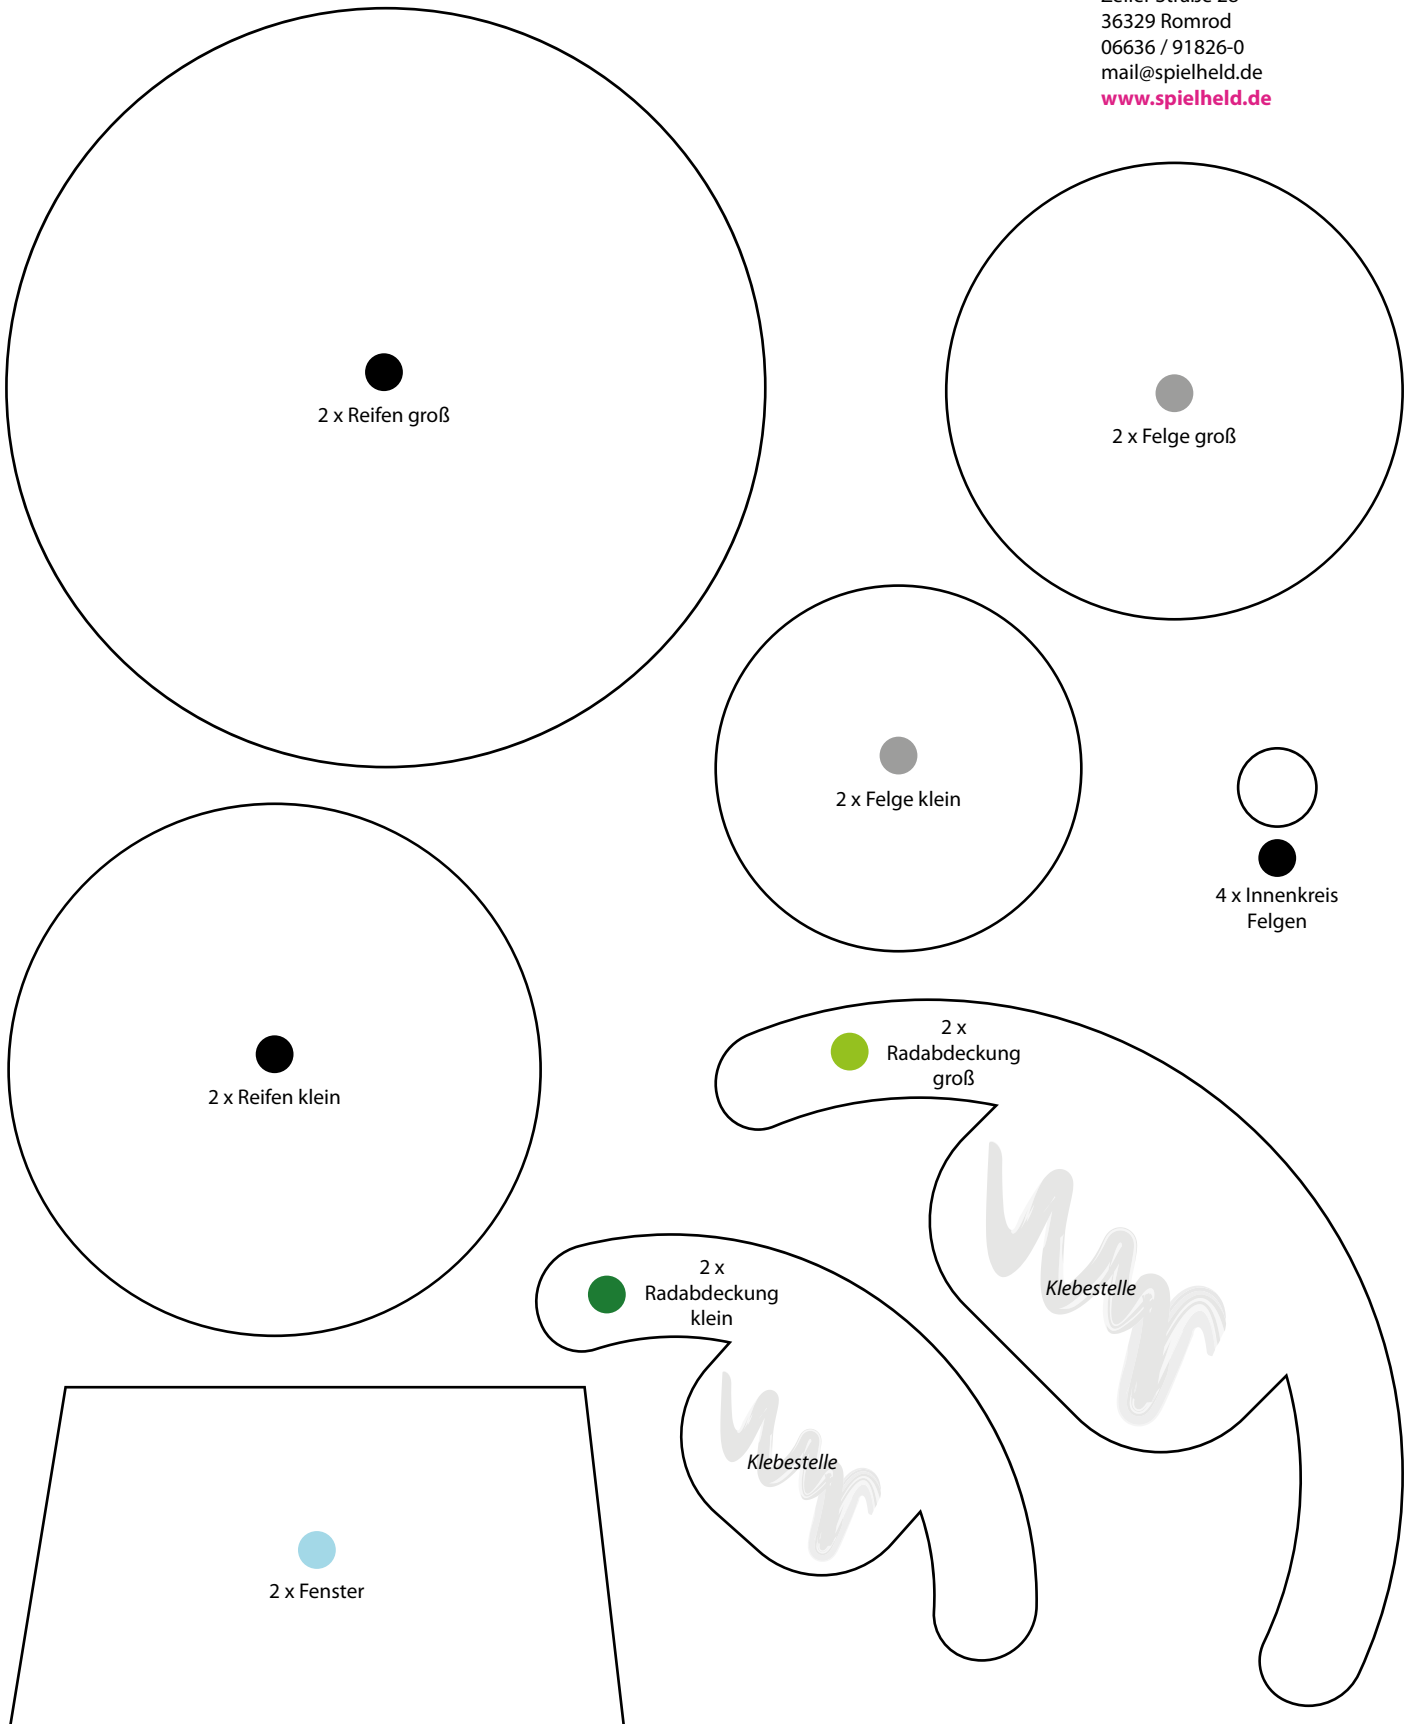 36329 Romrod
06636 / 91826-0
mail@spielheld.de
www.spielheld.de
2 x Reifen groß
2 x Felge groß
2 x Felge klein
4 x Innenkreis
Felgen
2 x Reifen klein
2 x
Radabdeckung
groß
Klebestelle
2 x
Radabdeckung
klein
Klebestelle
2 x Fenster